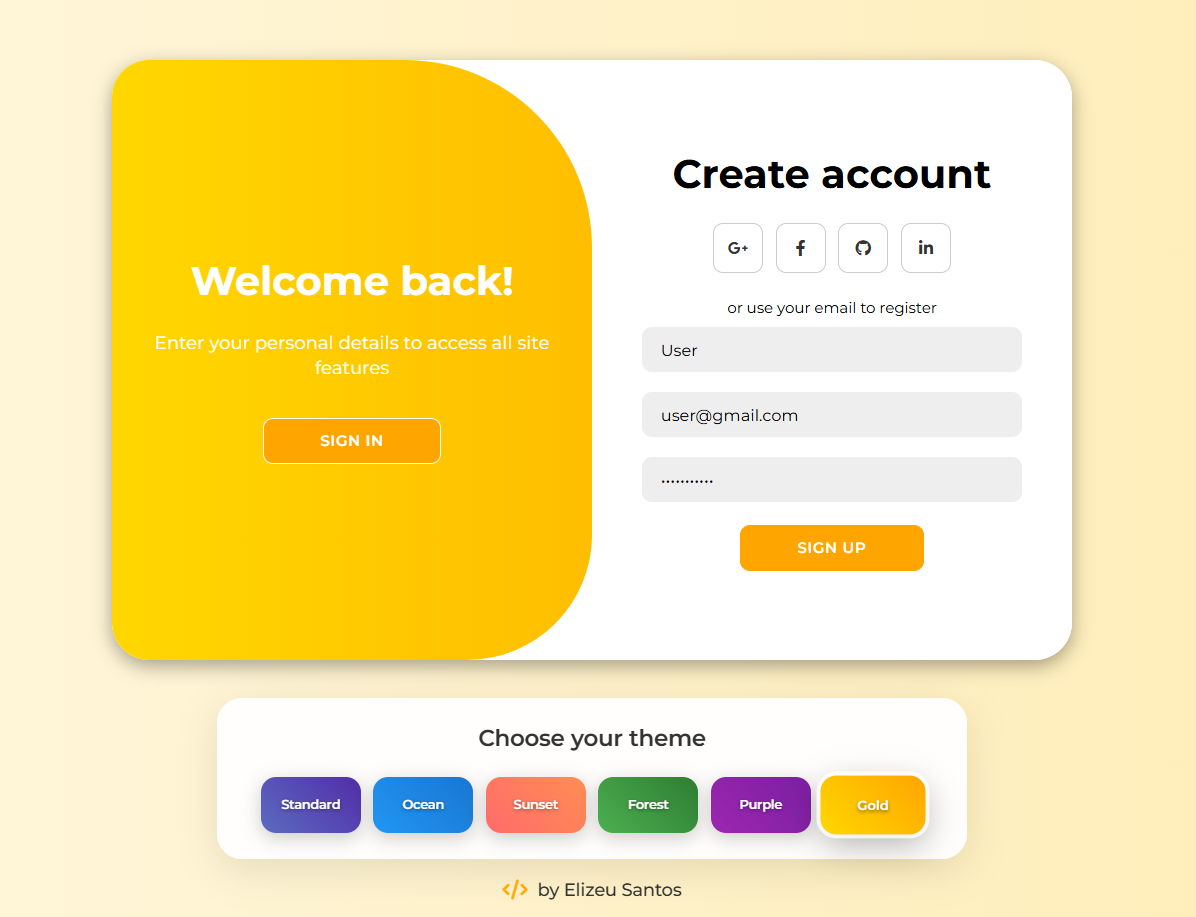 Welcome back!
Enter your personal details to access all site
features
SIGN IN
Create account
G+
f
in
or use your email to register
User
user@gmail.com
•••••••••••
SIGN UP
Choose your theme
Standard
Ocean
Sunset
Forest
Purple
Gold
</> by Elizeu Santos